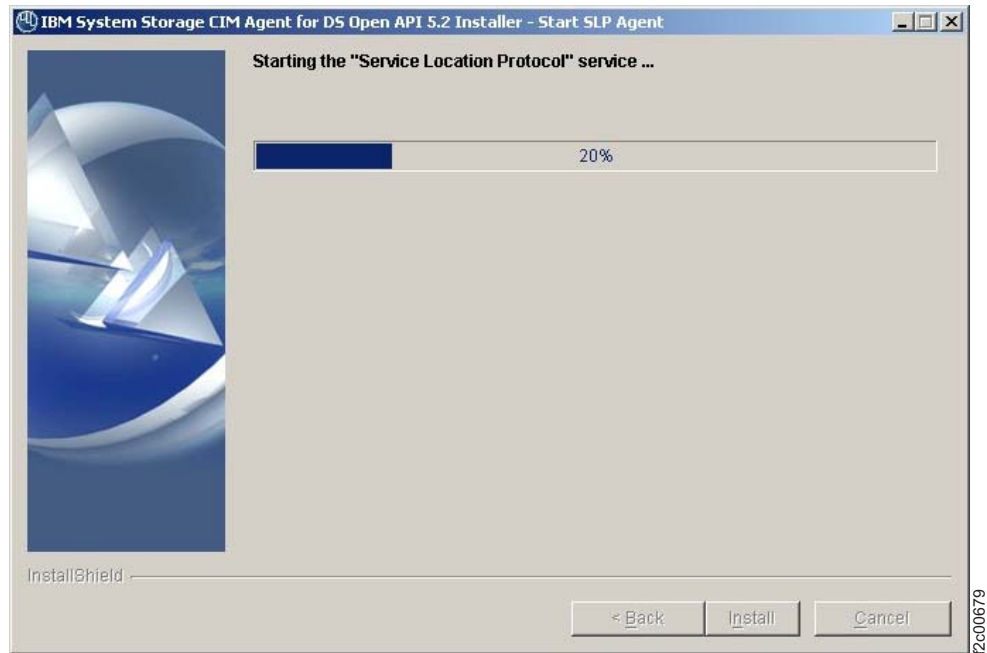 IBM System Storage CIM Agent for DS Open API 5.2 Installer - Start SLP Agent
Starting the "Service Location Protocol" service ...
20%
InstallShield
< Back
Install
Cancel
f2c00679